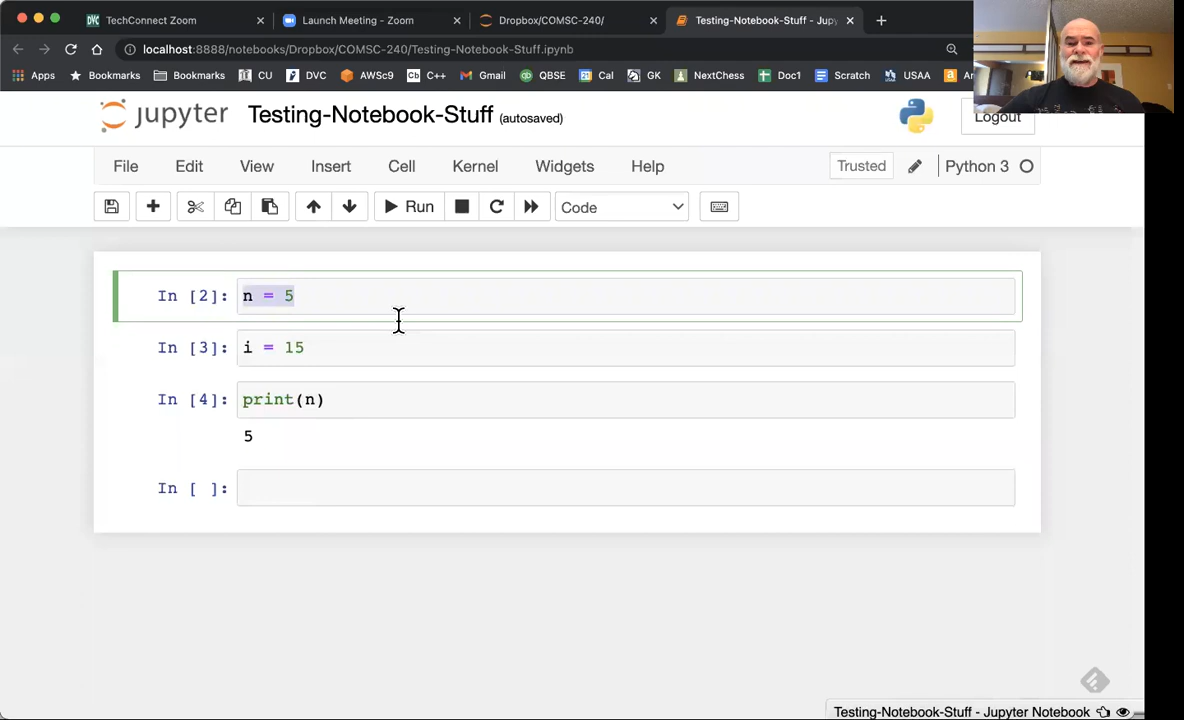 TechConnect Zoom
Launch Meeting - Zoom
Dropbox/COMSC-240/
Testing-Notebook-Stuff - Jupy
localhost:8888/notebooks/Dropbox/COMSC-240/Testing-Notebook-Stuff.ipynb
Apps Bookmarks Bookmarks CU DVC AWSc9 C++ Gmail QBSE Cal GK NextChess Doc1 Scratch USAA
jupyter Testing-Notebook-Stuff (autosaved)
Logout
File Edit View Insert Cell Kernel Widgets Help Trusted Python 3
Run Code
In [2]: n = 5
In [3]: i = 15
In [4]: print(n)
5
In [ ]:
Testing-Notebook-Stuff - Jupyter Notebook